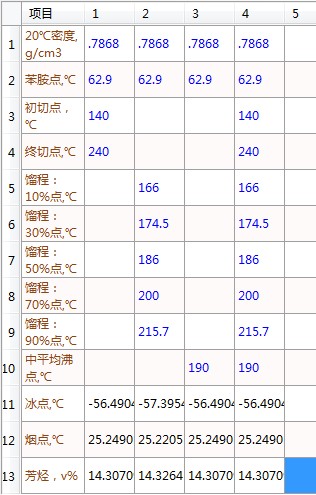 项目 1 2 3 4 5
1 20℃密度,
g/cm3 .7868 .7868 .7868 .7868
2 苯胺点,℃ 62.9 62.9 62.9 62.9
3 初切点，
℃ 140 140
4 终切点,℃ 240 240
5 馏程：
10%点,℃ 166 166
6 馏程：
30%点,℃ 174.5 174.5
7 馏程：
50%点,℃ 186 186
8 馏程：
70%点,℃ 200 200
9 馏程：
90%点,℃ 215.7 215.7
10 中平均沸
点,℃ 190 190
11 冰点,℃ -56.4904 -57.3954 -56.4904 -56.4904
12 烟点,℃ 25.2490 25.2205 25.2490 25.2490
13 芳烃，v% 14.3070 14.3264 14.3070 14.3070